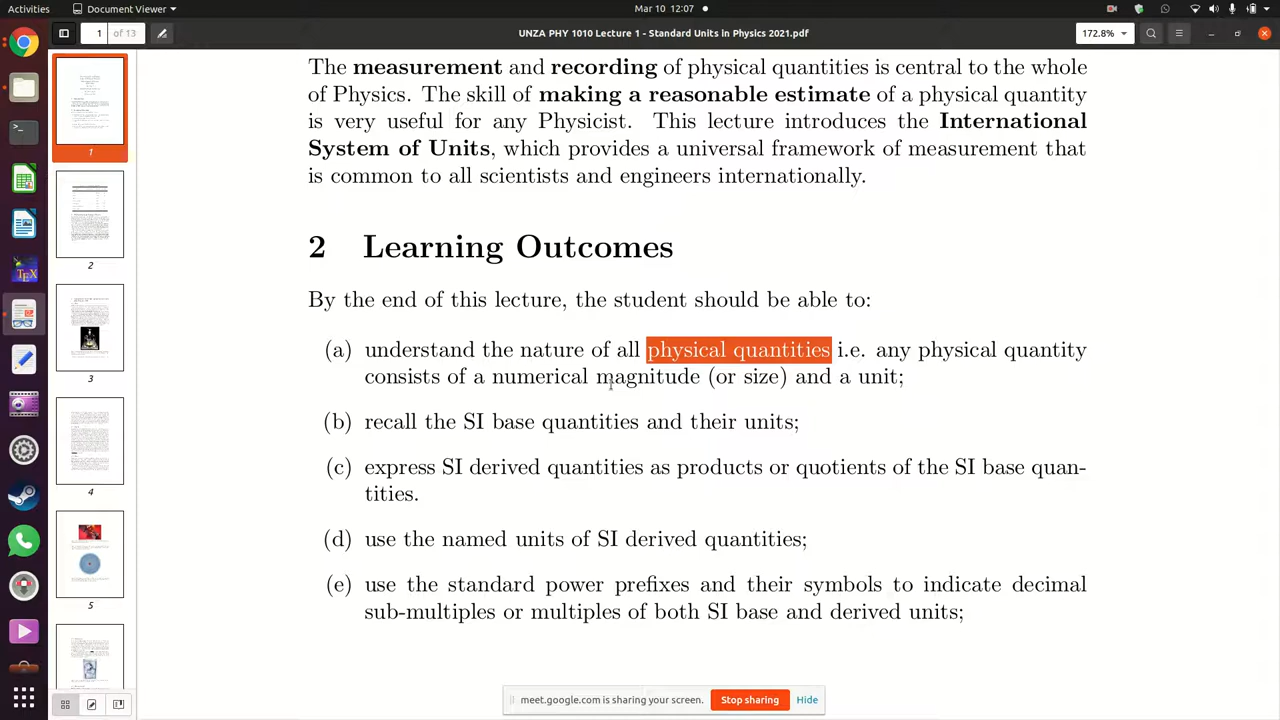 Activities
Document Viewer
Mar 10 12:07
1
of 13
UNZA PHY 1010 Lecture 1 - Standard Units in Physics 2021.pdf
172.8%
The measurement and recording of physical quantities is central to the whole
of Physics. The skill of making a reasonable estimate of a physical quantity
is very useful for any Physicist. This lecture introduces the International
System of Units, which provides a universal framework of measurement that
is common to all scientists and engineers internationally.
2 Learning Outcomes
By the end of this lecture, the student should be able to:
(a) understand tha nature of all physical quantities i.e. any physical quantity
consists of a numerical magnitude (or size) and a unit;
(b) recall the SI base quantities and their units;
(c) express SI derived quantities as products or quotients of the SI base quan-
tities.
(d) use the named units of SI derived quantities;
(e) use the standard power prefixes and their symbols to indicate decimal
sub-multiples or multiples of both SI base and derived units;
1
2
3
4
5
TEX
meet.google.com is sharing your screen.
Stop sharing
Hide